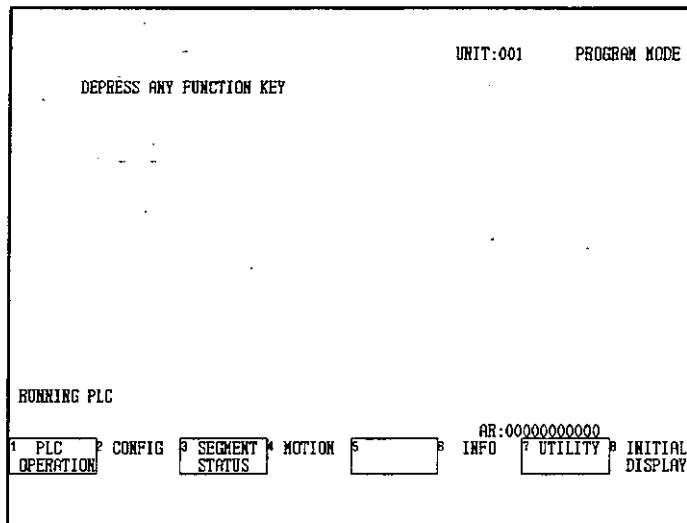 UNIT:001 PROGRAM MODE
DEPRESS ANY FUNCTION KEY
RUNNING PLC
AR:00000000000
1 PLC OPERATION
2 CONFIG
3 SEGMENT STATUS
4 MOTION
5
6 INFO
7 UTILITY
8 INITIAL DISPLAY